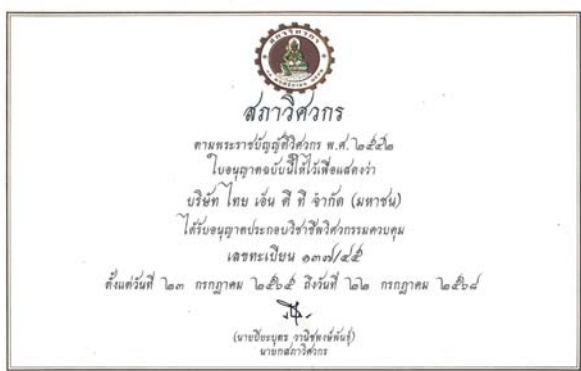 สภาวิศวกร
สภาวิศวกร
ตามพระราชบัญญัติวิศวกร พ.ศ. ๒๕๔๒
ใบอนุญาตฉบับนี้ให้ไว้เพื่อแสดงว่า
บริษัท ไทย เอ็น ดี ที จำกัด (มหาชน)
ได้รับอนุญาตประกอบวิชาชีพวิศวกรรมควบคุม
เลขทะเบียน ๑๓๗/๔๕
ตั้งแต่วันที่ ๒๓ กรกฎาคม ๒๕๖๕ ถึงวันที่ ๒๒ กรกฎาคม ๒๕๖๘
(นายปิยะบุตร วานิชพงษ์พันธุ์)
นายกสภาวิศวกร